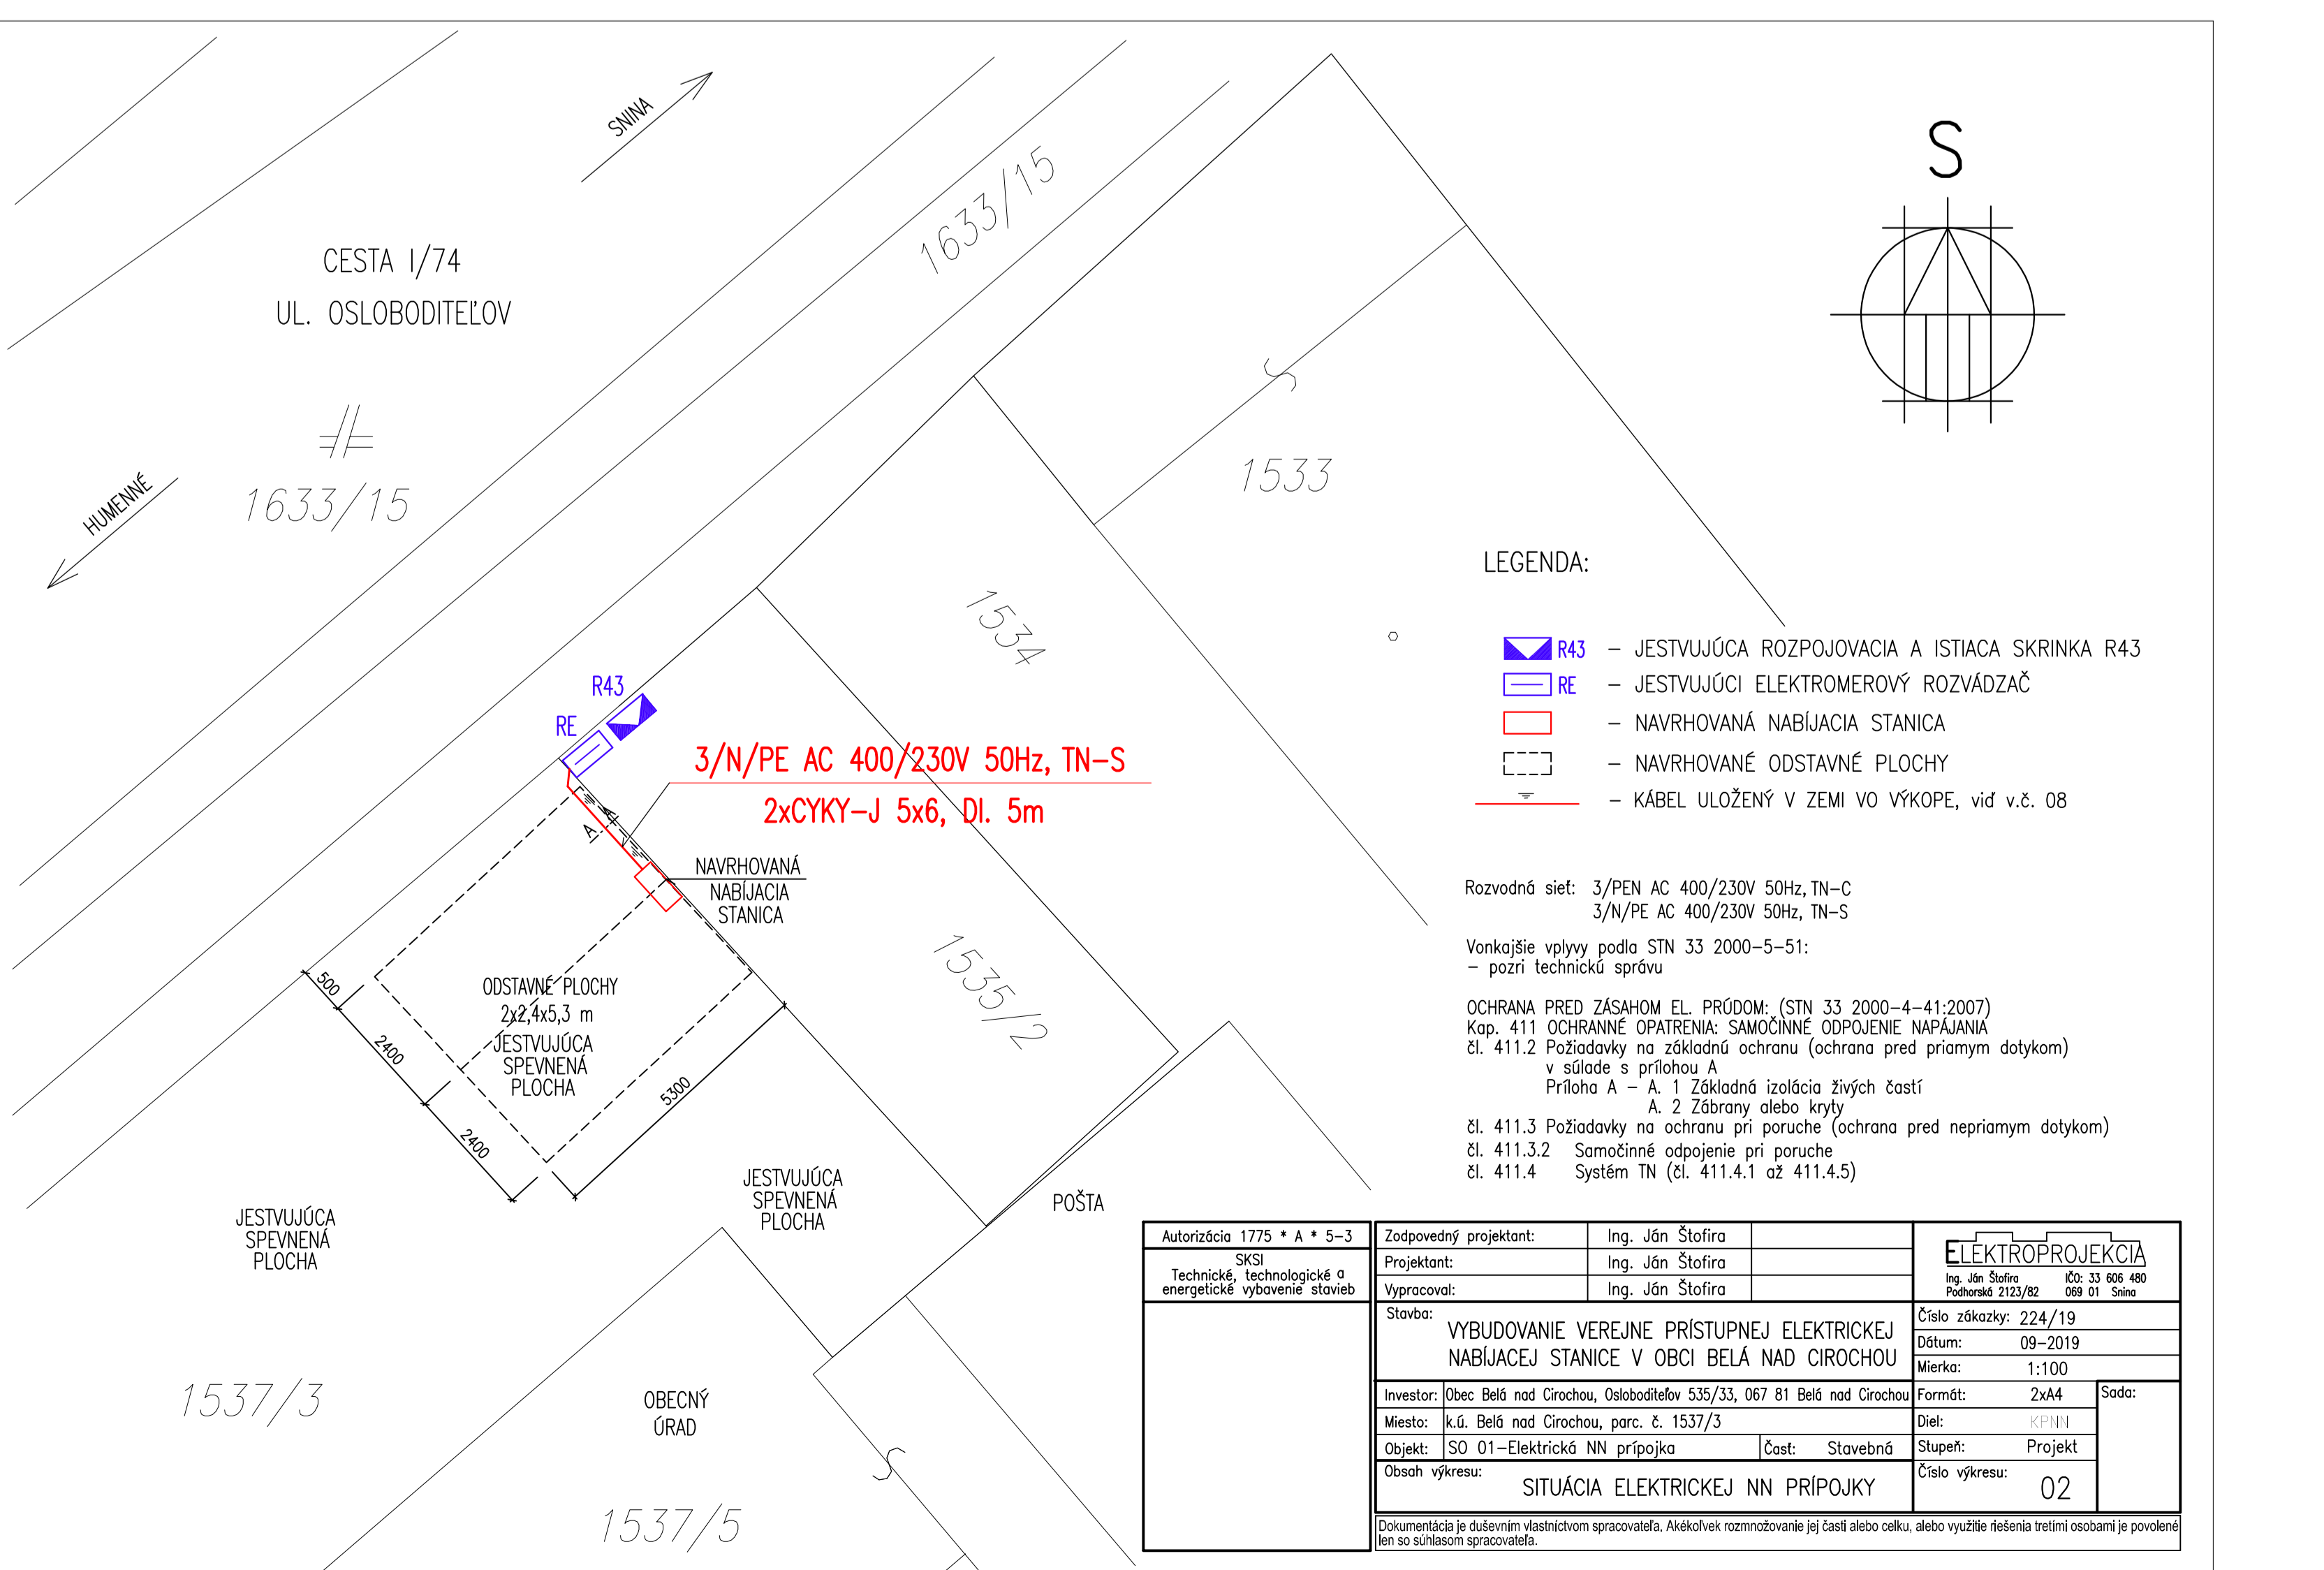 SNINA
S
1633/15
CESTA I/74
UL. OSLOBODITEĽOV
HUMENNÉ
1633/15
1533
1534
1535/2
R43
RE
3/N/PE AC 400/230V 50Hz, TN-S
2xCYKY-J 5x6, Dl. 5m
A
A'
NAVRHOVANÁ
NABÍJACIA
STANICA
ODSTAVNÉ PLOCHY
2x2,4x5,3 m
JESTVUJÚCA
SPEVNENÁ
PLOCHA
500
2400
2400
5300
JESTVUJÚCA
SPEVNENÁ
PLOCHA
JESTVUJÚCA
SPEVNENÁ
PLOCHA
POŠTA
1537/3
OBECNÝ
ÚRAD
1537/5
LEGENDA:
R43 – JESTVUJÚCA ROZPOJOVACIA A ISTIACA SKRINKA R43
RE – JESTVUJÚCI ELEKTROMEROVÝ ROZVÁDZAČ
– NAVRHOVANÁ NABÍJACIA STANICA
– NAVRHOVANÉ ODSTAVNÉ PLOCHY
– KÁBEL ULOŽENÝ V ZEMI VO VÝKOPE, viď v.č. 08
Rozvodná sieť: 3/PEN AC 400/230V 50Hz, TN-C
3/N/PE AC 400/230V 50Hz, TN-S
Vonkajšie vplyvy podla STN 33 2000-5-51:
– pozri technickú správu
OCHRANA PRED ZÁSAHOM EL. PRÚDOM: (STN 33 2000-4-41:2007)
Kap. 411 OCHRANNÉ OPATRENIA: SAMOČINNÉ ODPOJENIE NAPÁJANIA
čl. 411.2 Požiadavky na základnú ochranu (ochrana pred priamym dotykom)
v súlade s prílohou A
Príloha A – A. 1 Základná izolácia živých častí
A. 2 Zábrany alebo kryty
čl. 411.3 Požiadavky na ochranu pri poruche (ochrana pred nepriamym dotykom)
čl. 411.3.2 Samočinné odpojenie pri poruche
čl. 411.4 Systém TN (čl. 411.4.1 až 411.4.5)
Autorizácia 1775 * A * 5-3
SKSI
Technické, technologické a
energetické vybavenie stavieb
Zodpovedný projektant: Ing. Ján Štofira
Projektant: Ing. Ján Štofira
Vypracoval: Ing. Ján Štofira
ELEKTROPROJEKCIA
Ing. Ján Štofira IČO: 33 606 480
Podhorská 2123/82 069 01 Snina
Stavba:
VYBUDOVANIE VEREJNE PRÍSTUPNEJ ELEKTRICKEJ
NABÍJACEJ STANICE V OBCI BELÁ NAD CIROCHOU
Číslo zákazky: 224/19
Dátum: 09-2019
Mierka: 1:100
Investor: Obec Belá nad Cirochou, Osloboditeľov 535/33, 067 81 Belá nad Cirochou
Formát: 2xA4
Sada:
Miesto: k.ú. Belá nad Cirochou, parc. č. 1537/3
Diel: KPNN
Objekt: SO 01-Elektrická NN prípojka
Časť: Stavebná
Stupeň: Projekt
Obsah výkresu:
SITUÁCIA ELEKTRICKEJ NN PRÍPOJKY
Číslo výkresu:
02
Dokumentácia je duševním vlastníctvom spracovateľa. Akékoľvek rozmnožovanie jej časti alebo celku, alebo využitie riešenia tretími osobami je povolené
len so súhlasom spracovateľa.